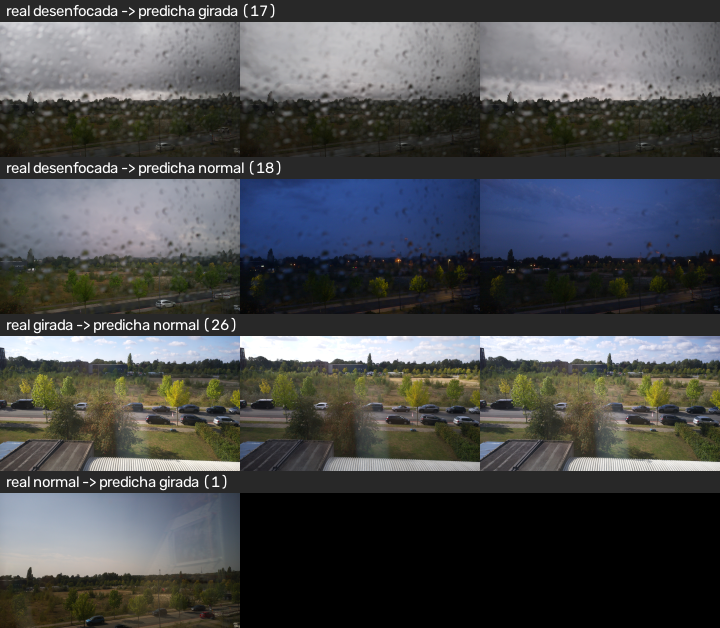 real desenfocada -> predicha girada (17)
real desenfocada -> predicha normal (18)
real girada -> predicha normal (26)
real normal -> predicha girada (1)